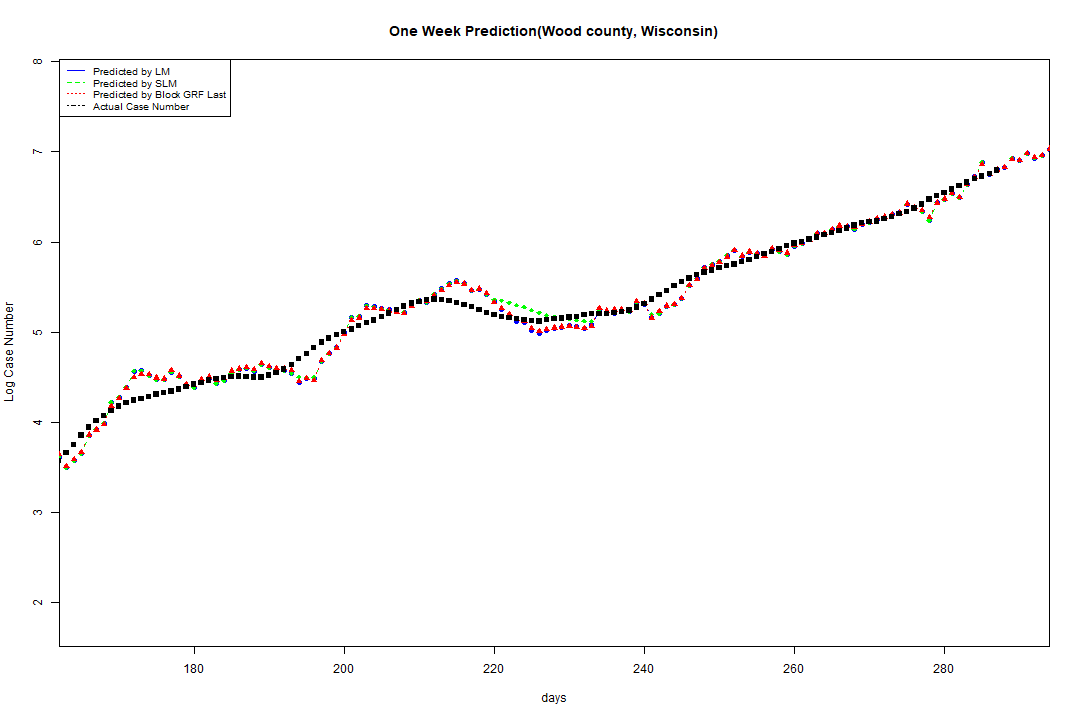 One Week Prediction(Wood county, Wisconsin)
Predicted by LM
Predicted by SLM
Predicted by Block GRF Last
Actual Case Number
8
7
6
5
4
3
2
Log Case Number
180 200 220 240 260 280
days